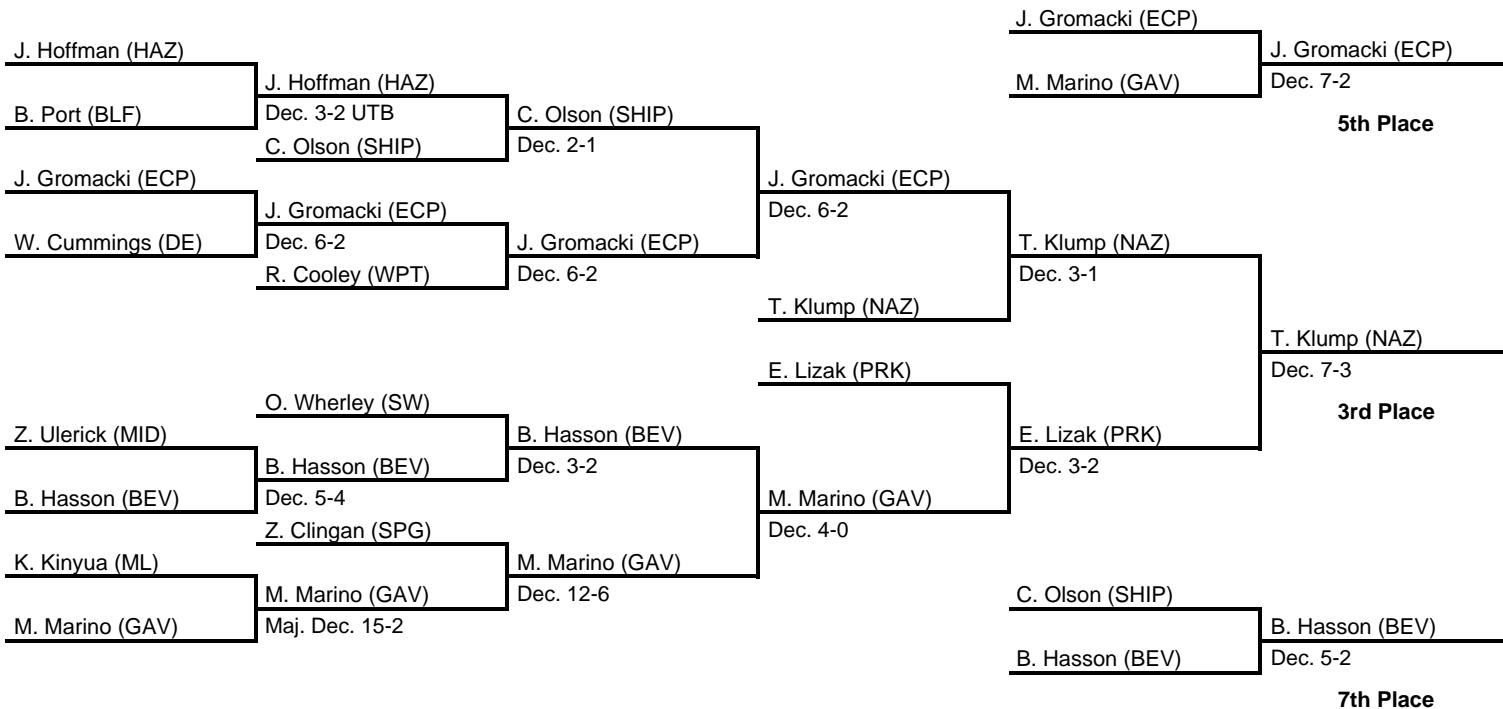 J. Gromacki (ECP)
J. Hoffman (HAZ)
J. Gromacki (ECP)
J. Hoffman (HAZ)
M. Marino (GAV)
Dec. 7-2
B. Port (BLF)
Dec. 3-2 UTB
C. Olson (SHIP)
5th Place
C. Olson (SHIP)
Dec. 2-1
J. Gromacki (ECP)
J. Gromacki (ECP)
J. Gromacki (ECP)
Dec. 6-2
W. Cummings (DE)
Dec. 6-2
J. Gromacki (ECP)
T. Klump (NAZ)
R. Cooley (WPT)
Dec. 6-2
Dec. 3-1
T. Klump (NAZ)
T. Klump (NAZ)
E. Lizak (PRK)
Dec. 7-3
O. Wherley (SW)
3rd Place
Z. Ulerick (MID)
B. Hasson (BEV)
E. Lizak (PRK)
B. Hasson (BEV)
Dec. 3-2
Dec. 3-2
B. Hasson (BEV)
Dec. 5-4
M. Marino (GAV)
Z. Clingan (SPG)
Dec. 4-0
K. Kinyua (ML)
M. Marino (GAV)
M. Marino (GAV)
Dec. 12-6
C. Olson (SHIP)
M. Marino (GAV)
Maj. Dec. 15-2
B. Hasson (BEV)
B. Hasson (BEV)
Dec. 5-2
7th Place